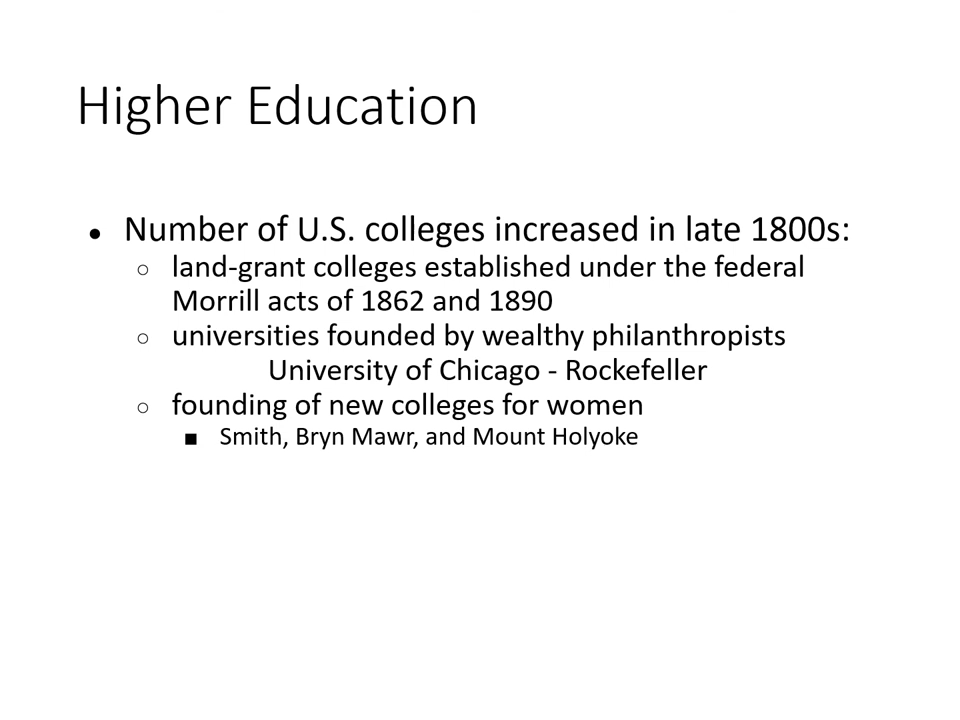 Higher Education
● Number of U.S. colleges increased in late 1800s:
○ land-grant colleges established under the federal
Morrill acts of 1862 and 1890
○ universities founded by wealthy philanthropists
University of Chicago - Rockefeller
○ founding of new colleges for women
■ Smith, Bryn Mawr, and Mount Holyoke